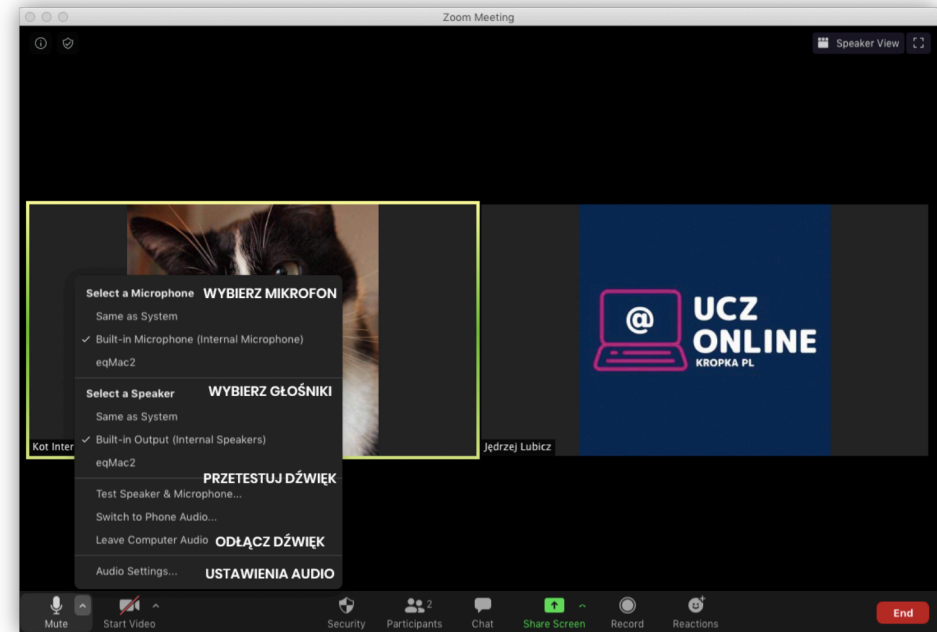 Zoom Meeting
Speaker View
Select a Microphone WYBIERZ MIKROFON
Same as System
✓ Built-in Microphone (Internal Microphone)
eqMac2
Select a Speaker WYBIERZ GŁOŚNIKI
Same as System
✓ Built-in Output (Internal Speakers)
eqMac2
PRZETESTUJ DŹWIĘK
Test Speaker & Microphone...
Switch to Phone Audio...
Leave Computer Audio ODŁĄCZ DŹWIĘK
Audio Settings... USTAWIENIA AUDIO
Kot Inter
@ UCZ
ONLINE
KROPKA PL
Jędrzej Lubicz
Mute Start Video Security Participants 2 Chat Share Screen Record Reactions End